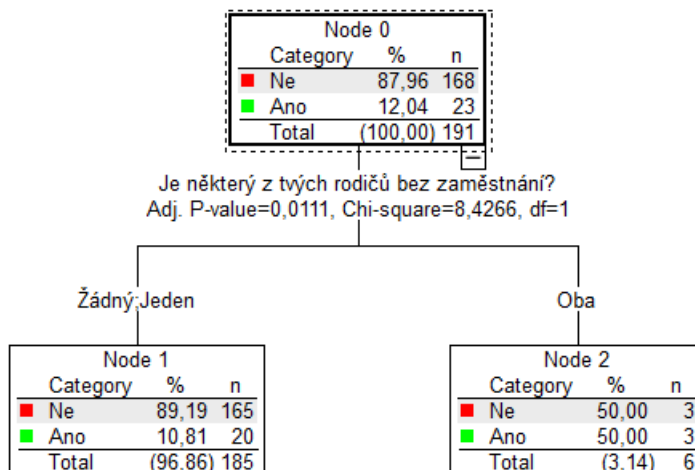 Node 0
Category % n
Ne 87,96 168
Ano 12,04 23
Total (100,00) 191
Je některý z tvých rodičů bez zaměstnání?
Adj. P-value=0,0111, Chi-square=8,4266, df=1
Žádný;Jeden
Oba
Node 1
Category % n
Ne 89,19 165
Ano 10,81 20
Total (96,86) 185
Node 2
Category % n
Ne 50,00 3
Ano 50,00 3
Total (3,14) 6